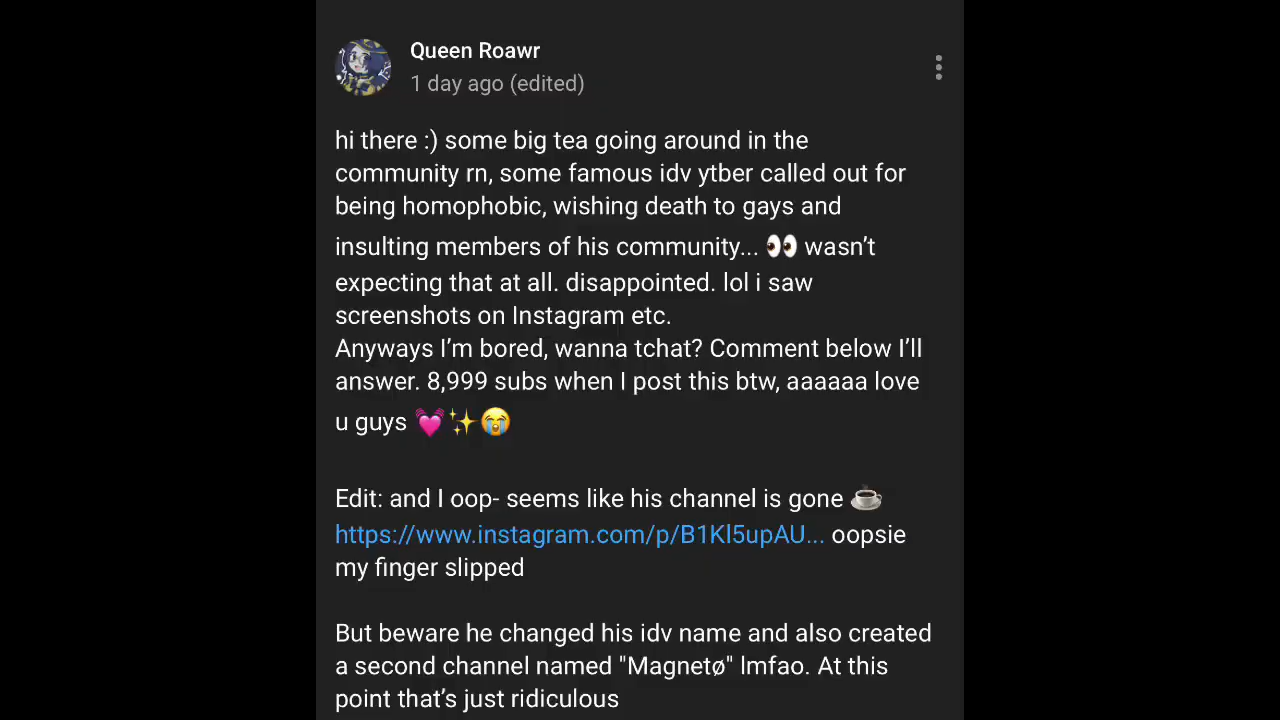 Queen Roawr
1 day ago (edited)
hi there :) some big tea going around in the
community rn, some famous idv ytber called out for
being homophobic, wishing death to gays and
insulting members of his community... 👀 wasn't
expecting that at all. disappointed. lol i saw
screenshots on Instagram etc.
Anyways I'm bored, wanna tchat? Comment below I'll
answer. 8,999 subs when I post this btw, aaaaaa love
u guys 💓✨😭
Edit: and I oop- seems like his channel is gone ☕
https://www.instagram.com/p/B1Kl5upAU... oopsie
my finger slipped
But beware he changed his idv name and also created
a second channel named "Magnetø" lmfao. At this
point that's just ridiculous